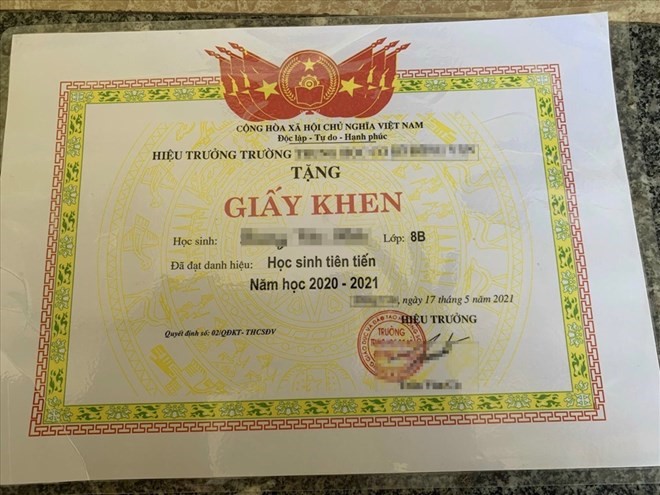 CỘNG HÒA XÃ HỘI CHỦ NGHĨA VIỆT NAM
Độc lập - Tự do - Hạnh phúc
HIỆU TRƯỞNG TRƯỜNG
TẶNG
GIẤY KHEN
Học sinh: Lớp: 8B
Đã đạt danh hiệu: Học sinh tiên tiến
Năm học 2020 - 2021
, ngày 17 tháng 5 năm 2021
HIỆU TRƯỞNG
Quyết định số: 02/QĐKT- THCSĐV
TRƯỜNG